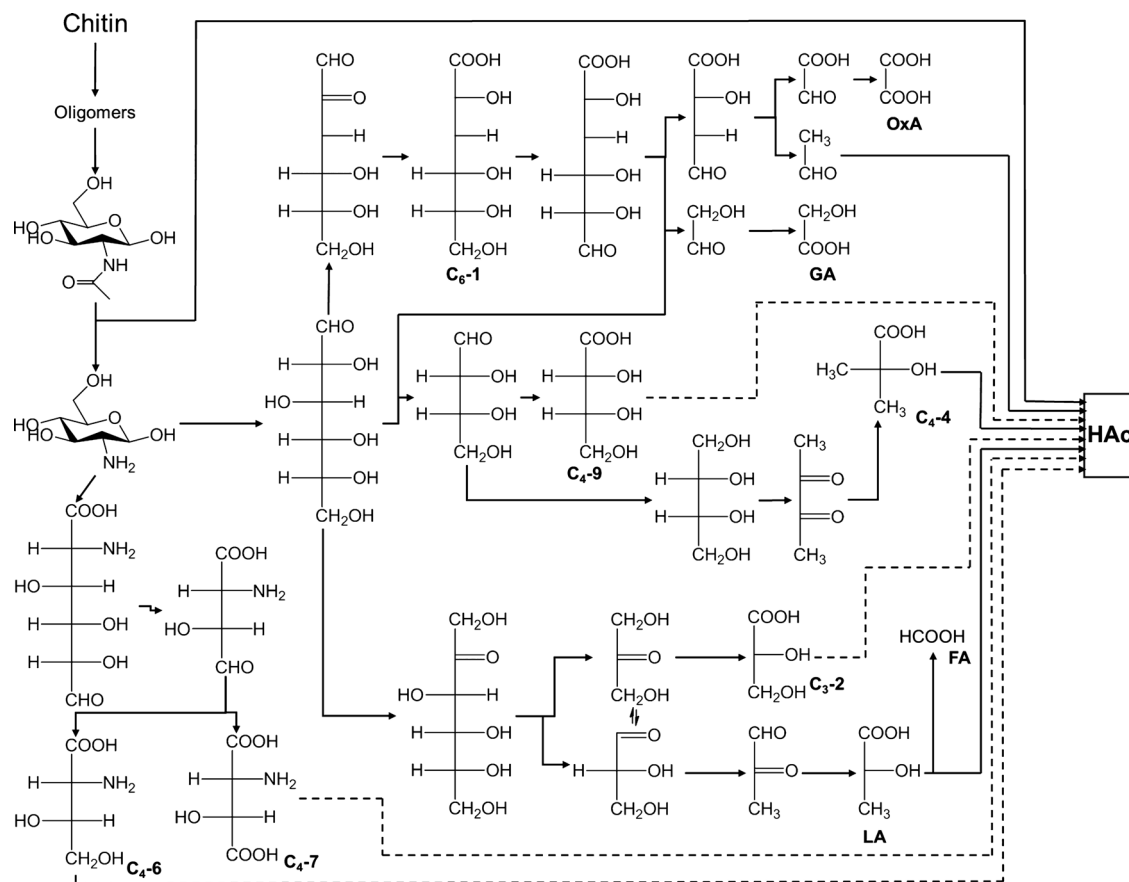 Chitin
Oligomers
OH
O
HO
HO
OH
NH
O
OH
O
HO
HO
OH
NH₂
COOH
H NH₂
HO H
H OH
H OH
CHO
COOH
H NH₂
HO H
CHO
COOH
H NH₂
HO H
CH₂OH
C₄-6
COOH
H NH₂
HO H
COOH
C₄-7
CHO
O
H
H OH
H OH
CH₂OH
COOH
OH
H
H OH
H OH
CH₂OH
C₆-1
COOH
OH
H
H OH
H OH
CHO
COOH
OH
H
CHO
COOH
CHO
COOH
COOH
OxA
CH₃
CHO
CH₂OH
CHO
CH₂OH
COOH
GA
CHO
H OH
HO H
H OH
H OH
CH₂OH
CHO
H OH
H OH
CH₂OH
COOH
H OH
H OH
CH₂OH
C₄-9
CH₂OH
H OH
H OH
CH₂OH
CH₃
O
O
CH₃
COOH
H₃C OH
CH₃
C₄-4
HAc
CH₂OH
O
HO H
H OH
H OH
CH₂OH
CH₂OH
O
CH₂OH
COOH
OH
CH₂OH
C₃-2
O
H OH
CH₂OH
CHO
O
CH₃
COOH
OH
CH₃
LA
HCOOH
FA